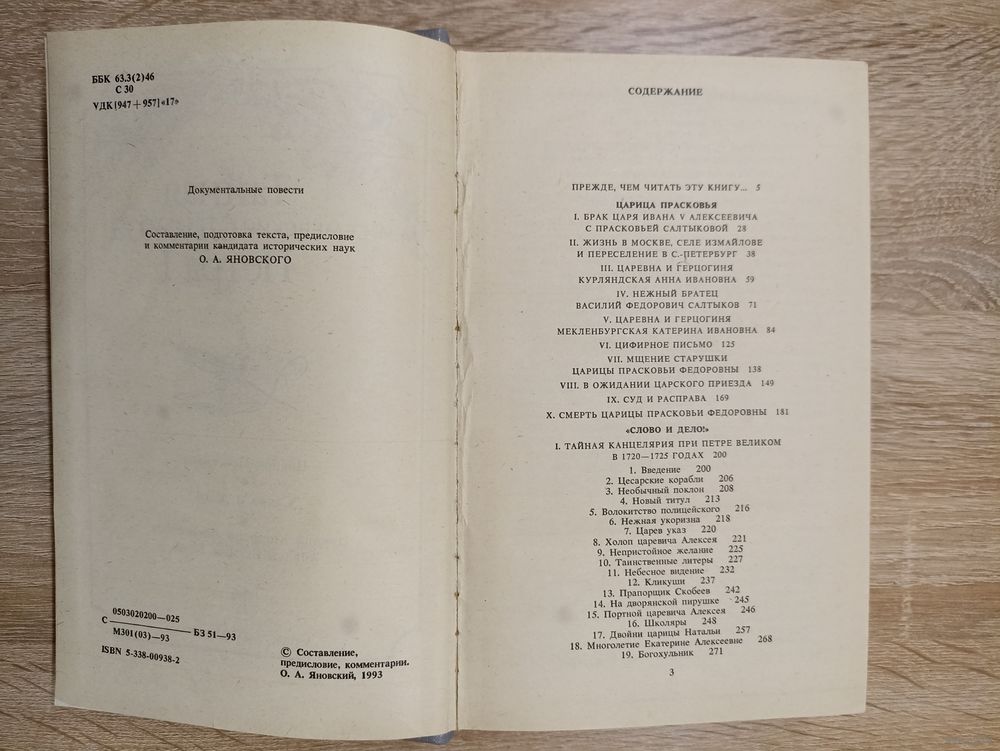 ББК 63.3(2)46
С 30
УДК[947+957]«17»
Документальные повести
Составление, подготовка текста, предисловие
и комментарии кандидата исторических наук
О. А. ЯНОВСКОГО
0503020200—025
С
БЗ 51—93
М301(03)—93
ISBN 5-338-00938-2
© Составление,
предисловие, комментарии.
О. А. Яновский, 1993
СОДЕРЖАНИЕ
ПРЕЖДЕ, ЧЕМ ЧИТАТЬ ЭТУ КНИГУ... 5
ЦАРИЦА ПРАСКОВЬЯ
I. БРАК ЦАРЯ ИВАНА V АЛЕКСЕЕВИЧА
С ПРАСКОВЬЕЙ САЛТЫКОВОЙ 28
II. ЖИЗНЬ В МОСКВЕ, СЕЛЕ ИЗМАЙЛОВЕ
И ПЕРЕСЕЛЕНИЕ В С.-ПЕТЕРБУРГ 38
III. ЦАРЕВНА И ГЕРЦОГИНЯ
КУРЛЯНДСКАЯ АННА ИВАНОВНА 59
IV. НЕЖНЫЙ БРАТЕЦ
ВАСИЛИЙ ФЕДОРОВИЧ САЛТЫКОВ 71
V. ЦАРЕВНА И ГЕРЦОГИНЯ
МЕКЛЕНБУРГСКАЯ КАТЕРИНА ИВАНОВНА 84
VI. ЦИФИРНОЕ ПИСЬМО 125
VII. МЩЕНИЕ СТАРУШКИ
ЦАРИЦЫ ПРАСКОВЬИ ФЕДОРОВНЫ 138
VIII. В ОЖИДАНИИ ЦАРСКОГО ПРИЕЗДА 149
IX. СУД И РАСПРАВА 169
X. СМЕРТЬ ЦАРИЦЫ ПРАСКОВЬИ ФЕДОРОВНЫ 181
«СЛОВО И ДЕЛО!»
I. ТАЙНАЯ КАНЦЕЛЯРИЯ ПРИ ПЕТРЕ ВЕЛИКОМ
В 1720—1725 ГОДАХ 200
1. Введение 200
2. Цесарские корабли 206
3. Необычный поклон 208
4. Новый титул 213
5. Волокитство полицейского 216
6. Нежная укоризна 218
7. Царев указ 220
8. Холоп царевича Алексея 221
9. Непристойное желание 225
10. Таинственные литеры 227
11. Небесное видение 232
12. Кликуши 237
13. Прапорщик Скобеев 242
14. На дворянской пирушке 245
15. Портной царевича Алексея 246
16. Школяры 248
17. Двойни царицы Натальи 257
18. Многолетие Екатерине Алексеевне 268
19. Богохульник 271
3